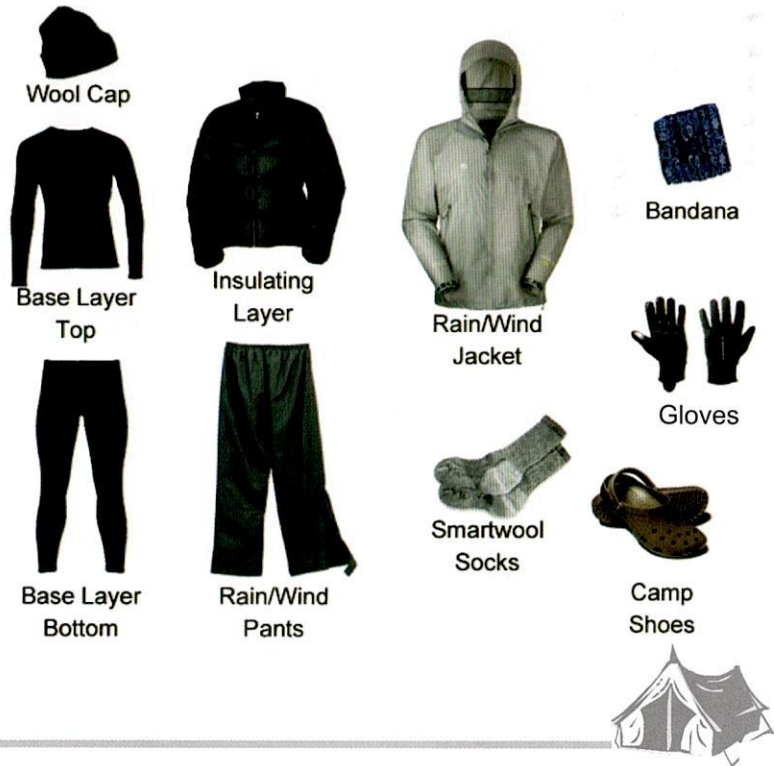 Wool Cap
Base Layer
Top
Insulating
Layer
Rain/Wind
Jacket
Bandana
Gloves
Base Layer
Bottom
Rain/Wind
Pants
Smartwool
Socks
Camp
Shoes